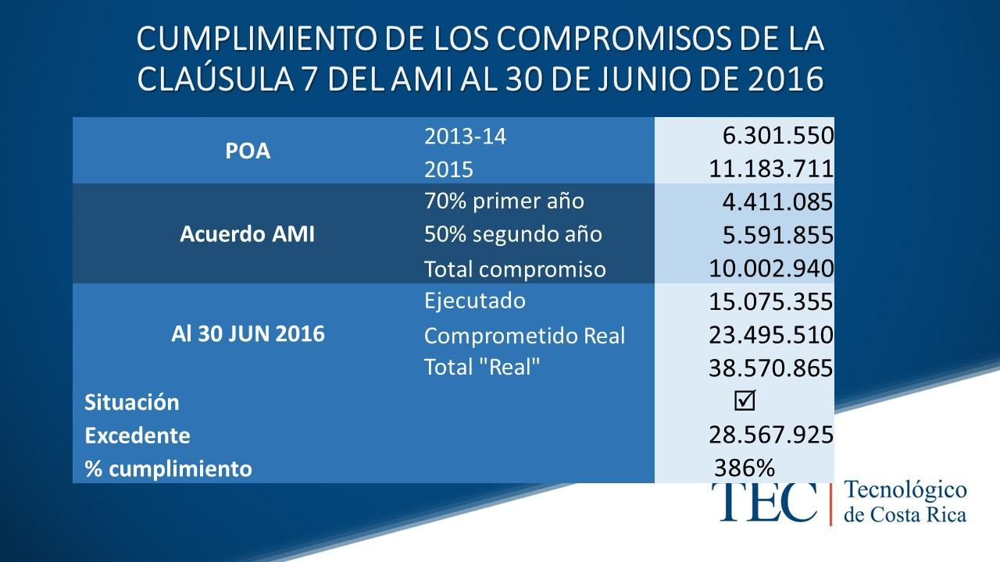 CUMPLIMIENTO DE LOS COMPROMISOS DE LA
CLAÚSULA 7 DEL AMI AL 30 DE JUNIO DE 2016
POA
2013-14 6.301.550
2015 11.183.711
Acuerdo AMI
70% primer año 4.411.085
50% segundo año 5.591.855
Total compromiso 10.002.940
Al 30 JUN 2016
Ejecutado 15.075.355
Comprometido Real 23.495.510
Total "Real" 38.570.865
Situación ☑
Excedente 28.567.925
% cumplimiento 386%
TEC
Tecnológico
de Costa Rica